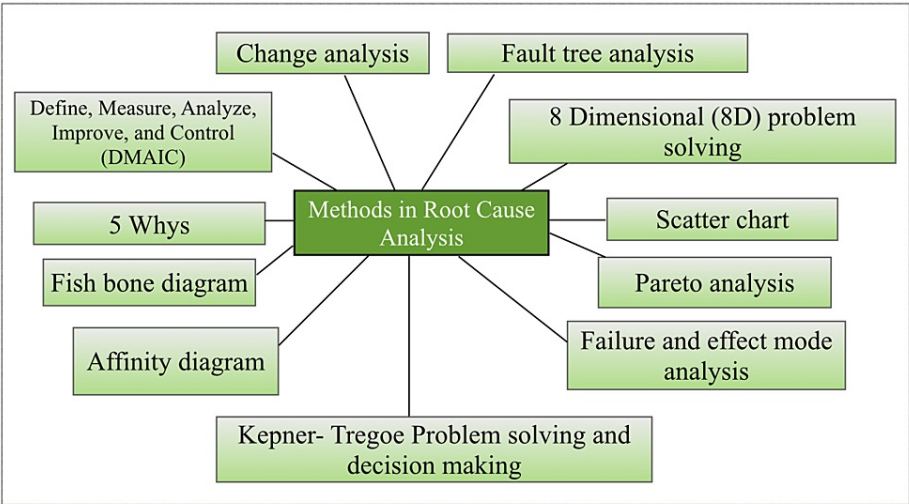 Change analysis
Fault tree analysis
Define, Measure, Analyze,
Improve, and Control
(DMAIC)
8 Dimensional (8D) problem
solving
Methods in Root Cause
Analysis
5 Whys
Scatter chart
Fish bone diagram
Pareto analysis
Affinity diagram
Failure and effect mode
analysis
Kepner- Tregoe Problem solving and
decision making